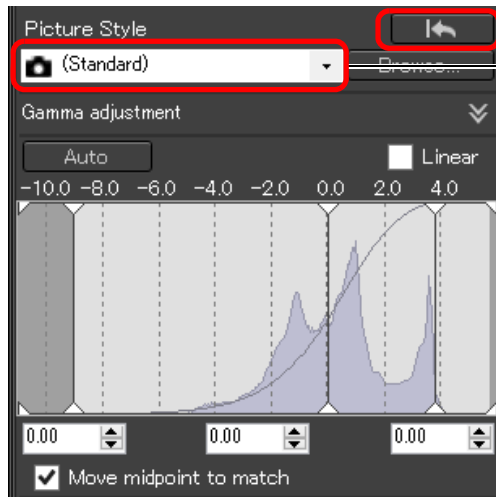 Picture Style
(Standard)
Browse...
Gamma adjustment
Auto
Linear
-10.0 -8.0 -6.0 -4.0 -2.0 0.0 2.0 4.0
0.00 0.00 0.00
Move midpoint to match